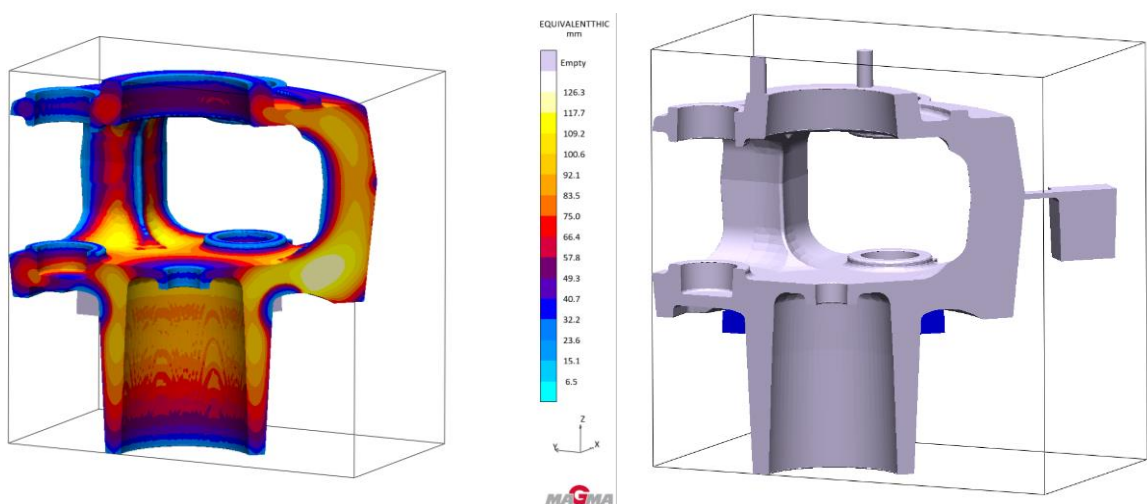 EQUIVALENTTHIC
mm
Empty
126.3
117.7
109.2
100.6
92.1
83.5
75.0
66.4
57.8
49.3
40.7
32.2
23.6
15.1
6.5
Z
Y X
MAGMA